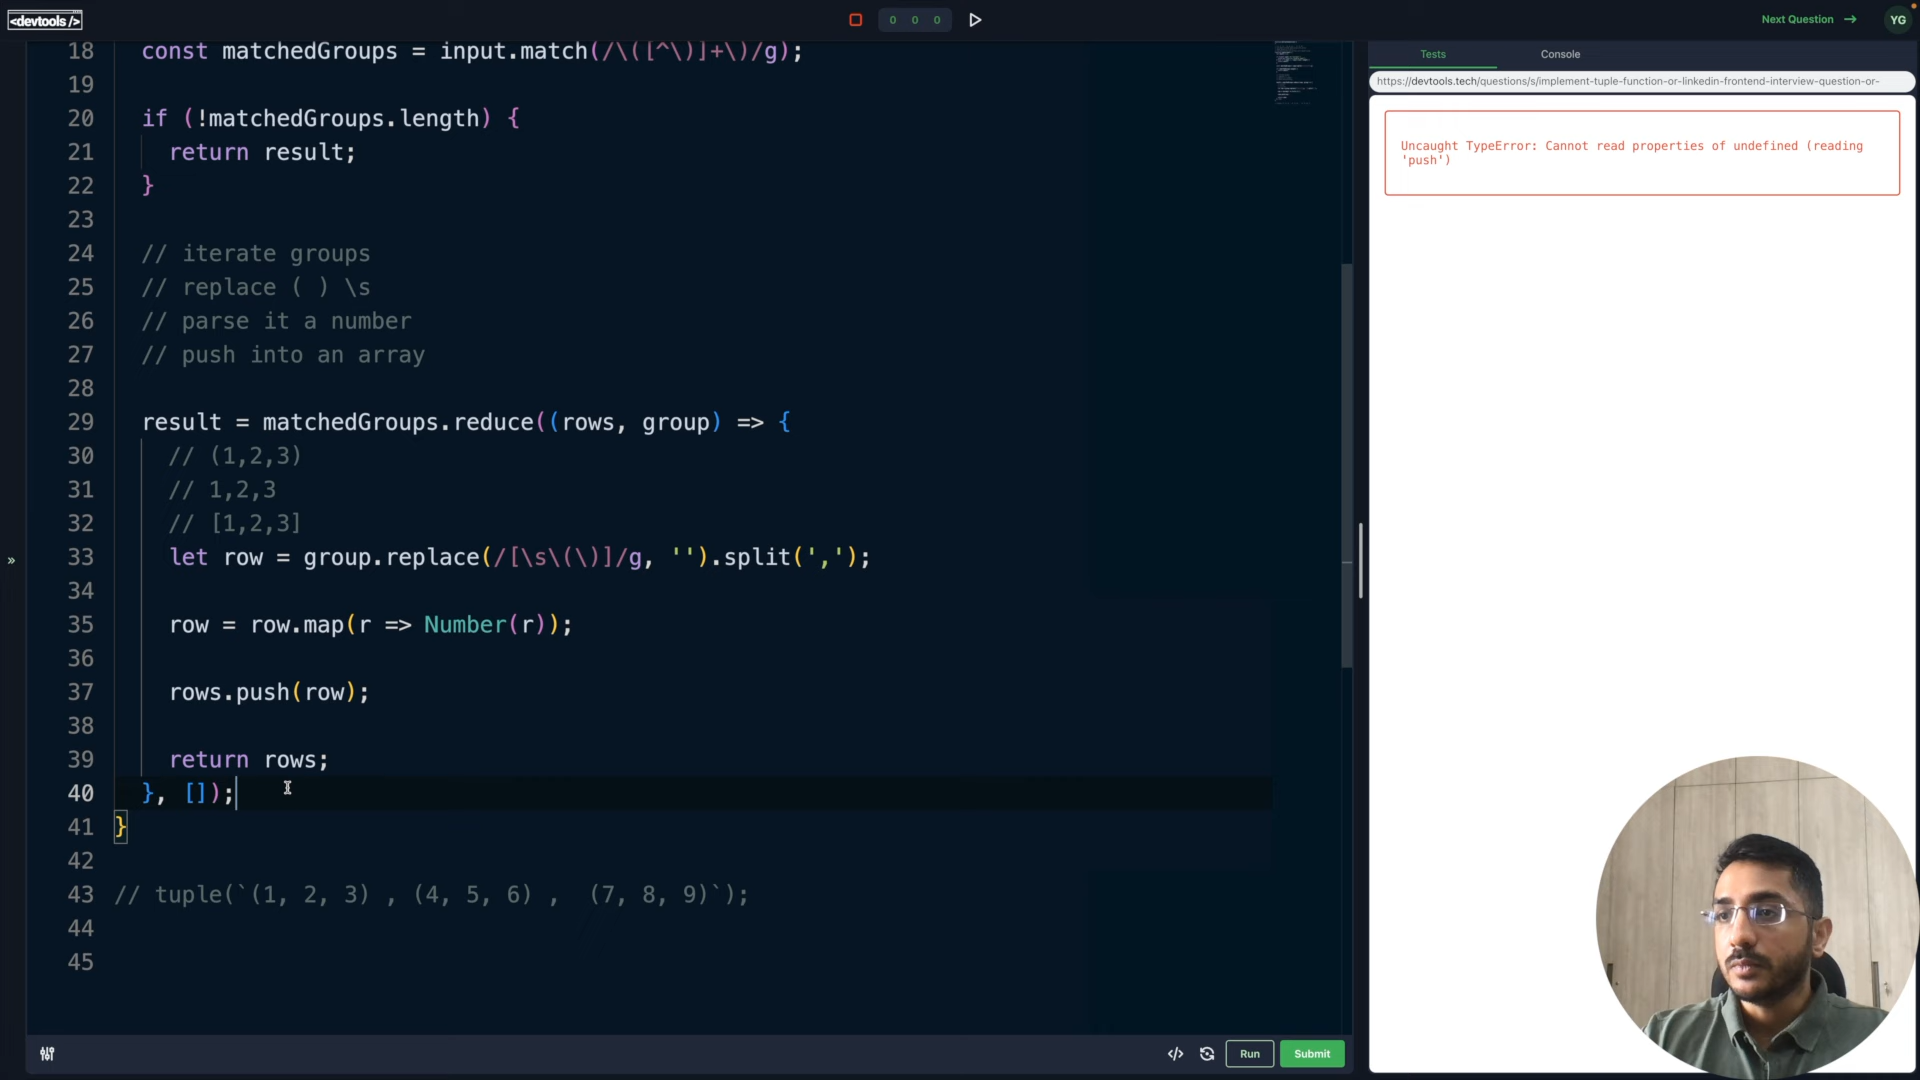 <devtools />
0 0 0
Next Question →
YG
18 const matchedGroups = input.match(/\([^\)]+\)/g);
19
20 if (!matchedGroups.length) {
21 return result;
22 }
23
24 // iterate groups
25 // replace ( ) \s
26 // parse it a number
27 // push into an array
28
29 result = matchedGroups.reduce((rows, group) => {
30 // (1,2,3)
31 // 1,2,3
32 // [1,2,3]
33 let row = group.replace(/[\s\(\)]/g, '').split(',');
34
35 row = row.map(r => Number(r));
36
37 rows.push(row);
38
39 return rows;
40 }, []);
41 }
42
43 // tuple(`(1, 2, 3) , (4, 5, 6) ,  (7, 8, 9)`);
44
45
</> Run Submit
Tests Console
https://devtools.tech/questions/s/implement-tuple-function-or-linkedin-frontend-interview-question-or-
Uncaught TypeError: Cannot read properties of undefined (reading
'push')